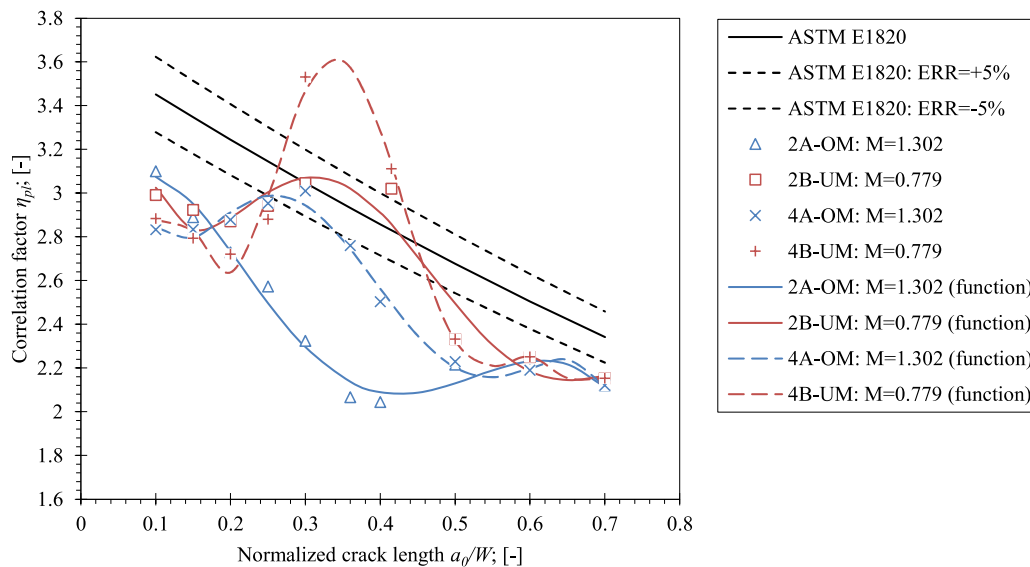 3.8
3.6
3.4
3.2
3
2.8
2.6
2.4
2.2
2
1.8
1.6
0
0.1
0.2
0.3
0.4
0.5
0.6
0.7
0.8
Correlation factor ηpl; [-]
Normalized crack length a0/W; [-]
ASTM E1820
ASTM E1820: ERR=+5%
ASTM E1820: ERR=-5%
2A-OM: M=1.302
2B-UM: M=0.779
4A-OM: M=1.302
4B-UM: M=0.779
2A-OM: M=1.302 (function)
2B-UM: M=0.779 (function)
4A-OM: M=1.302 (function)
4B-UM: M=0.779 (function)